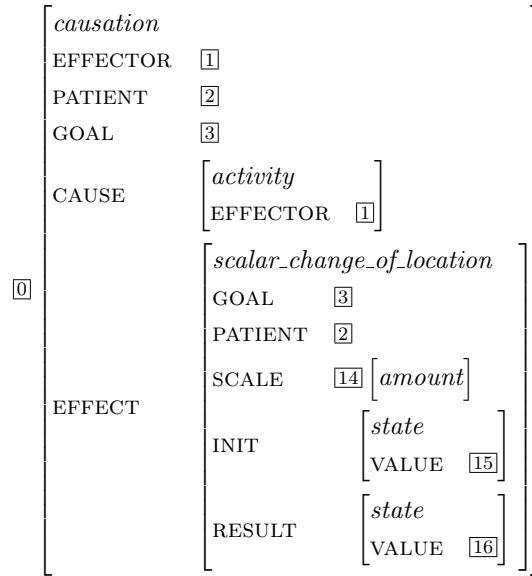 causation
EFFECTOR 1
PATIENT 2
GOAL 3
CAUSE
activity
EFFECTOR 1
0
EFFECT
scalar_change_of_location
GOAL 3
PATIENT 2
SCALE 14 [amount]
INIT
state
VALUE 15
RESULT
state
VALUE 16